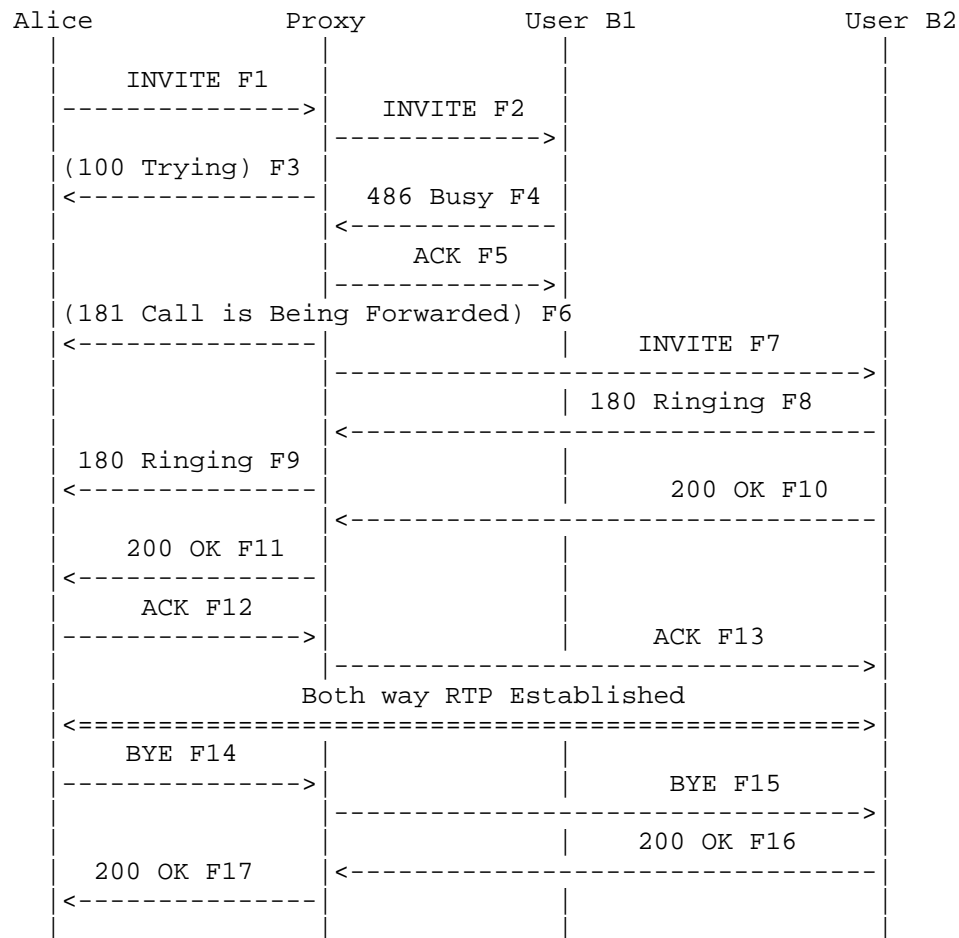 Alice Proxy User B1 User B2
INVITE F1
INVITE F2
(100 Trying) F3
486 Busy F4
ACK F5
(181 Call is Being Forwarded) F6
INVITE F7
180 Ringing F8
180 Ringing F9
200 OK F10
200 OK F11
ACK F12
ACK F13
Both way RTP Established
BYE F14
BYE F15
200 OK F16
200 OK F17